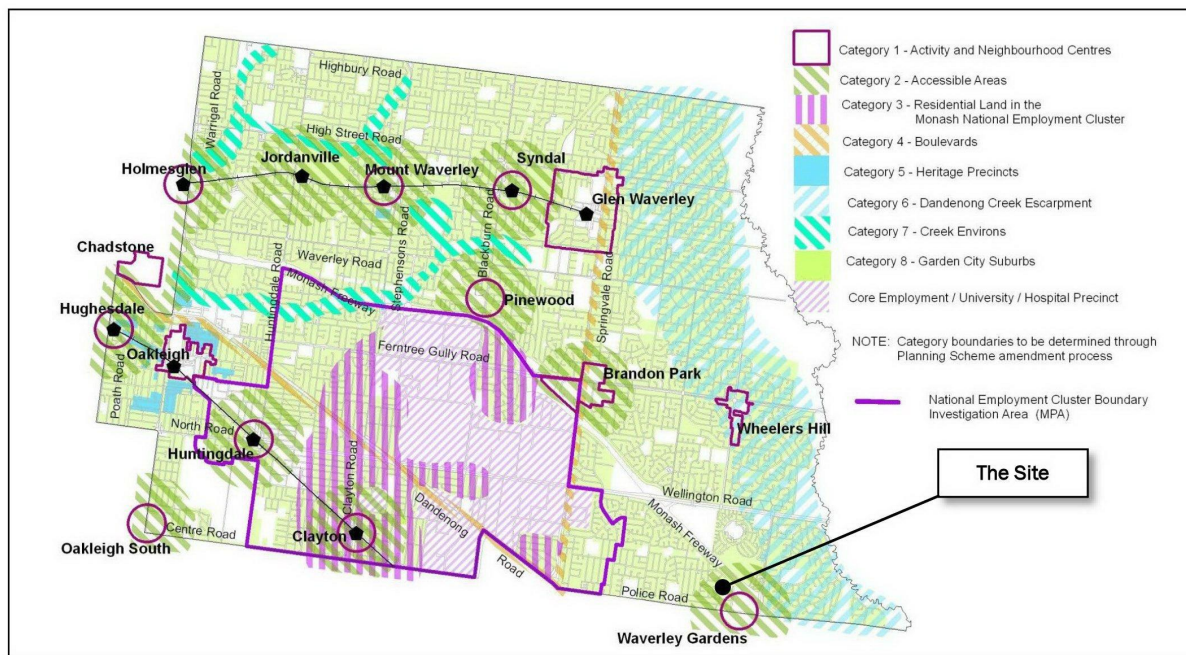 Highbury Road
Warrigal Road
High Street Road
Holmesglen
Jordanville
Mount Waverley
Syndal
Glen Waverley
Chadstone
Waverley Road
Huntingdale Road
Monash Freeway
Stephensons Road
Blackburn Road
Springvale Road
Pinewood
Hughesdale
Oakleigh
Poath Road
Ferntree Gully Road
Brandon Park
Wheelers Hill
North Road
Huntingdale
Clayton Road
Wellington Road
Monash Freeway
Dandenong
Road
Centre Road
Oakleigh South
Clayton
Police Road
Waverley Gardens
The Site
Category 1 - Activity and Neighbourhood Centres
Category 2 - Accessible Areas
Category 3 - Residential Land in the
Monash National Employment Cluster
Category 4 - Boulevards
Category 5 - Heritage Precincts
Category 6 - Dandenong Creek Escarpment
Category 7 - Creek Environs
Category 8 - Garden City Suburbs
Core Employment / University / Hospital Precinct
NOTE: Category boundaries to be determined through
Planning Scheme amendment process
National Employment Cluster Boundary
Investigation Area (MPA)